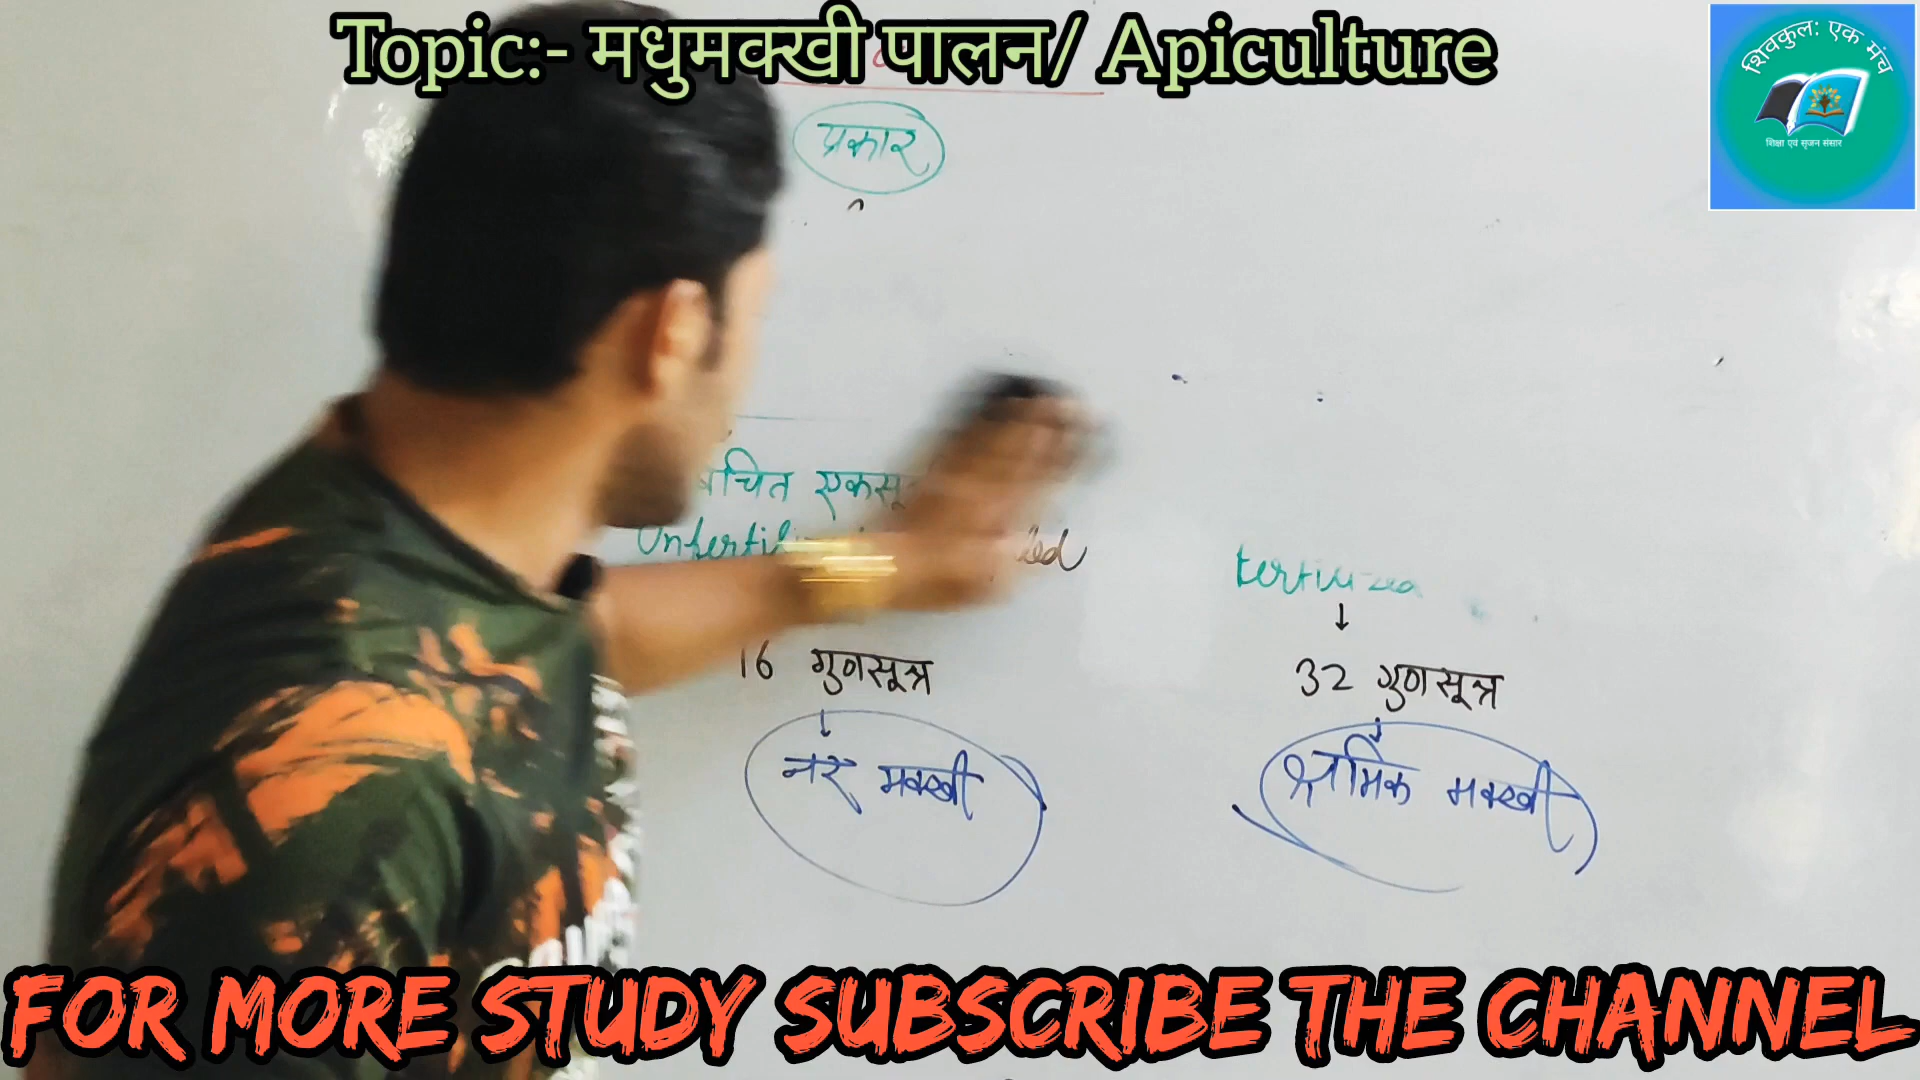 Topic:- मधुमक्खी पालन/ Apiculture
शिवकुल: एक मंच
शिक्षा एवं सृजन संसार
प्रकार
fertilized
16 गुणसूत्र
32 गुणसूत्र
नर मक्खी
श्रमिक मक्खी
FOR MORE STUDY SUBSCRIBE THE CHANNEL